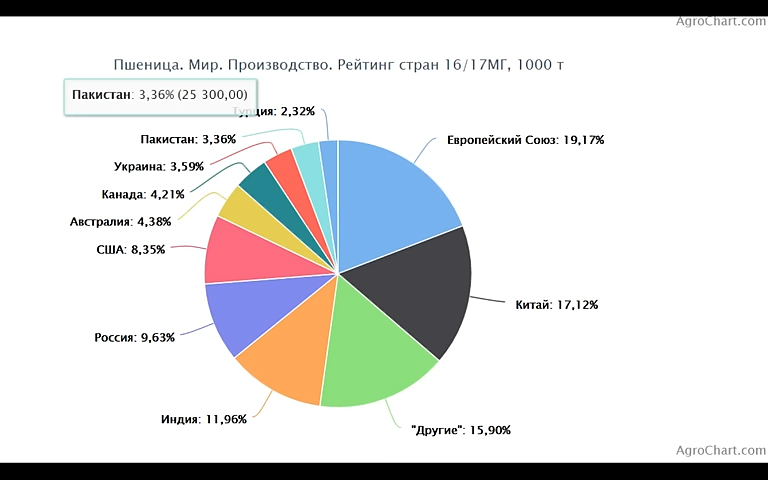 AgroChart.com
Пшеница. Мир. Производство. Рейтинг стран 16/17МГ, 1000 т
Пакистан: 3,36% (25 300,00)
Турция: 2,32%
Пакистан: 3,36%
Европейский Союз: 19,17%
Украина: 3,59%
Канада: 4,21%
Австралия: 4,38%
США: 8,35%
Китай: 17,12%
Россия: 9,63%
Индия: 11,96%
"Другие": 15,90%
AgroChart.com